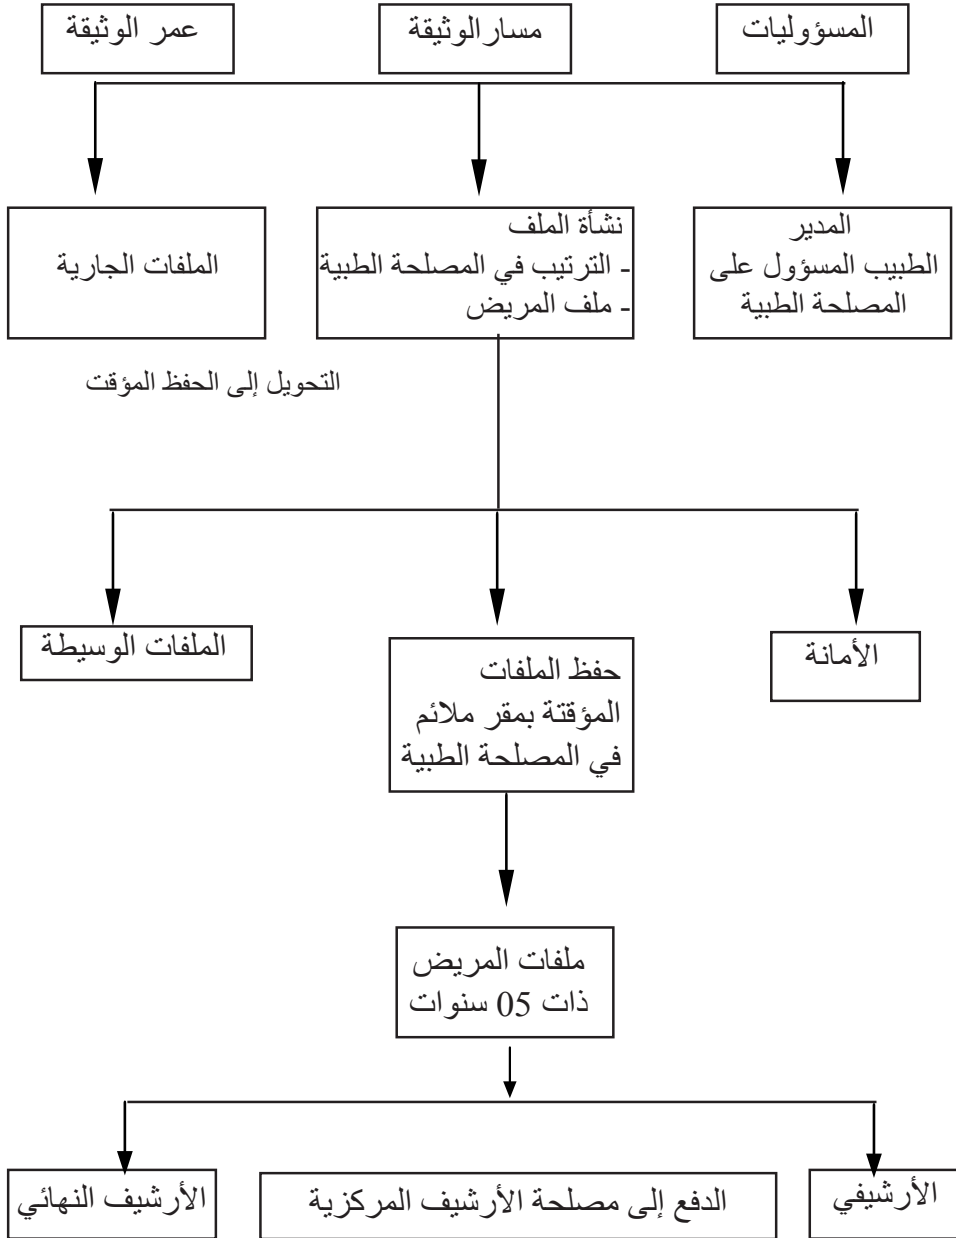 المسؤوليات
مسار الوثيقة
عمر الوثيقة
المدير
الطبيب المسؤول على
المصلحة الطبية
نشأة الملف
- الترتيب في المصلحة الطبية
- ملف المريض
الملفات الجارية
التحويل إلى الحفظ المؤقت
الأمانة
حفظ الملفات
المؤقتة بمقر ملائم
في المصلحة الطبية
الملفات الوسيطة
ملفات المريض
ذات 05 سنوات
الأرشيفي
الدفع إلى مصلحة الأرشيف المركزية
الأرشيف النهائي